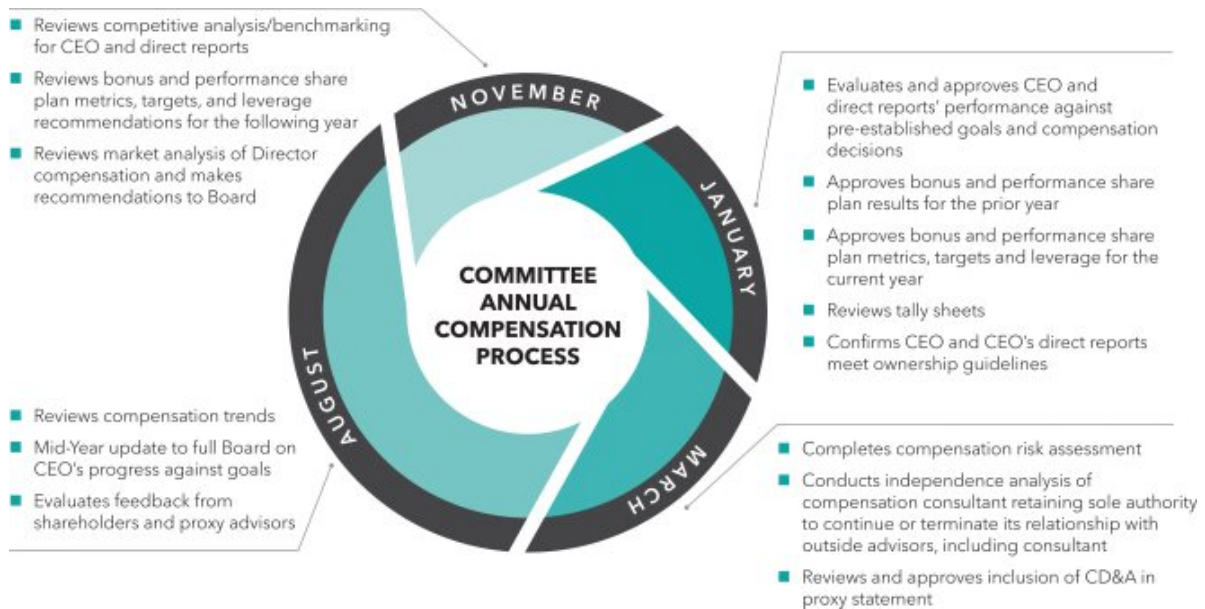 Reviews competitive analysis/benchmarking
for CEO and direct reports
Reviews bonus and performance share
plan metrics, targets, and leverage
recommendations for the following year
Reviews market analysis of Director
compensation and makes
recommendations to Board
NOVEMBER
JANUARY
Evaluates and approves CEO and
direct reports' performance against
pre-established goals and compensation
decisions
Approves bonus and performance share
plan results for the prior year
Approves bonus and performance share
plan metrics, targets and leverage for the
current year
Reviews tally sheets
Confirms CEO and CEO's direct reports
meet ownership guidelines
COMMITTEE
ANNUAL
COMPENSATION
PROCESS
AUGUST
Reviews compensation trends
Mid-Year update to full Board on
CEO's progress against goals
Evaluates feedback from
shareholders and proxy advisors
MARCH
Completes compensation risk assessment
Conducts independence analysis of
compensation consultant retaining sole authority
to continue or terminate its relationship with
outside advisors, including consultant
Reviews and approves inclusion of CD&A in
proxy statement